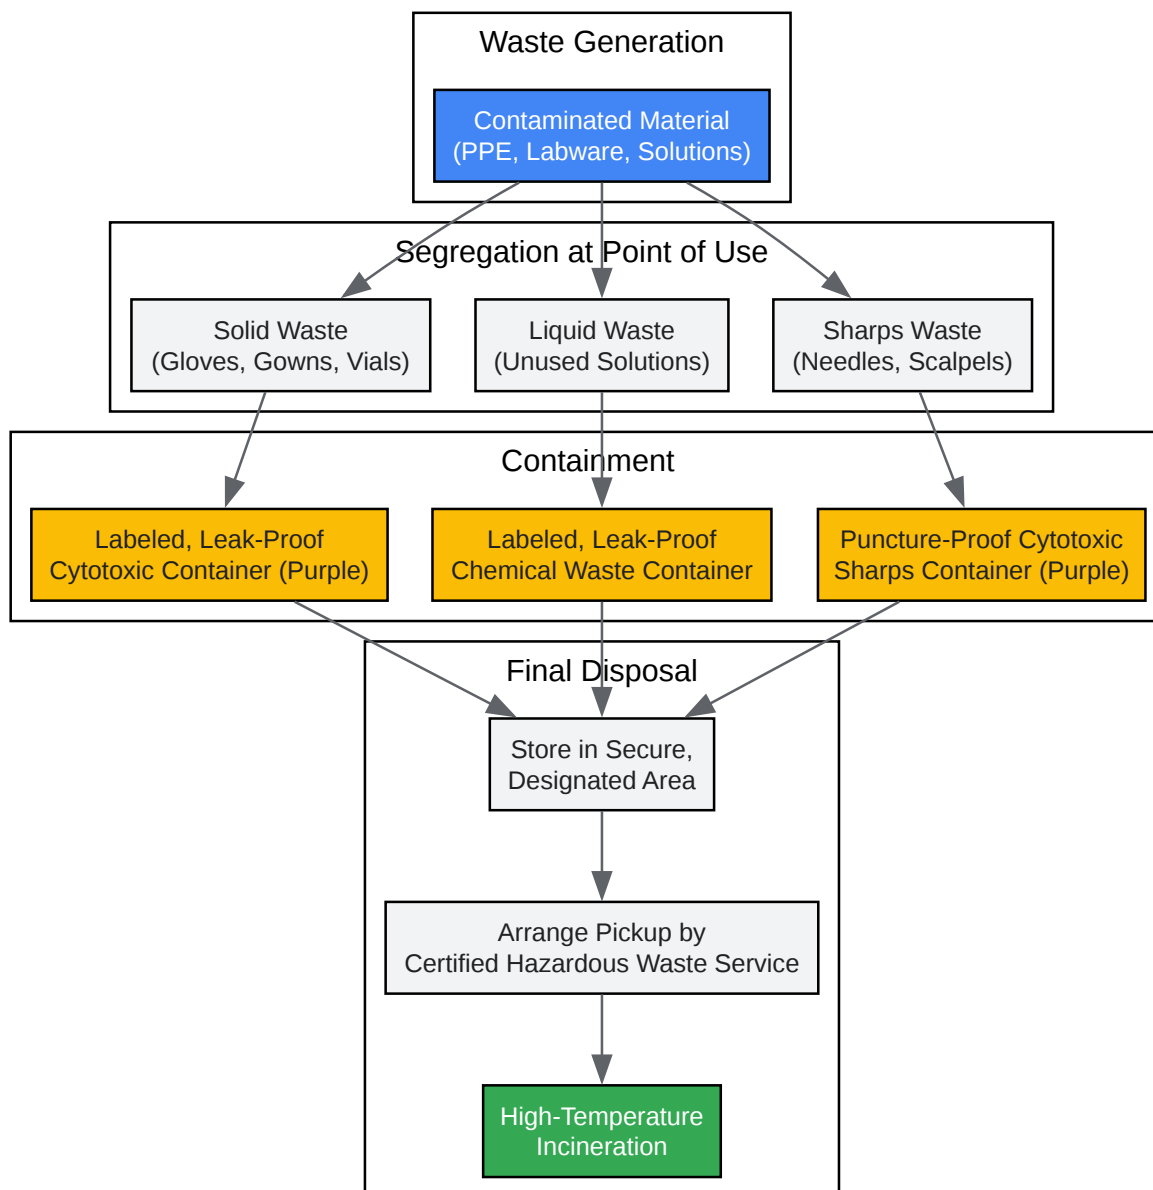 Waste Generation
Contaminated Material
(PPE, Labware, Solutions)
Segregation at Point of Use
Solid Waste
(Gloves, Gowns, Vials)
Liquid Waste
(Unused Solutions)
Sharps Waste
(Needles, Scalpels)
Containment
Labeled, Leak-Proof
Cytotoxic Container (Purple)
Labeled, Leak-Proof
Chemical Waste Container
Puncture-Proof Cytotoxic
Sharps Container (Purple)
Final Disposal
Store in Secure,
Designated Area
Arrange Pickup by
Certified Hazardous Waste Service
High-Temperature
Incineration